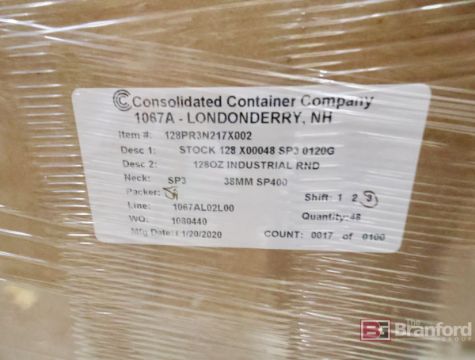 Consolidated Container Company
1067A - LONDONDERRY, NH
Item #: 128PR3N217X002
Desc 1: STOCK 128 X00048 SP3 0120G
Desc 2: 128OZ INDUSTRIAL RND
Neck: SP3 38MM SP400
Packer: Shift: 1 2 3
Line: 1067AL02L00 Quantity: 48
WO: 1080440
Mfg Date: 11/20/2020 COUNT: 0017 of 0100
The
Branford
GROUP